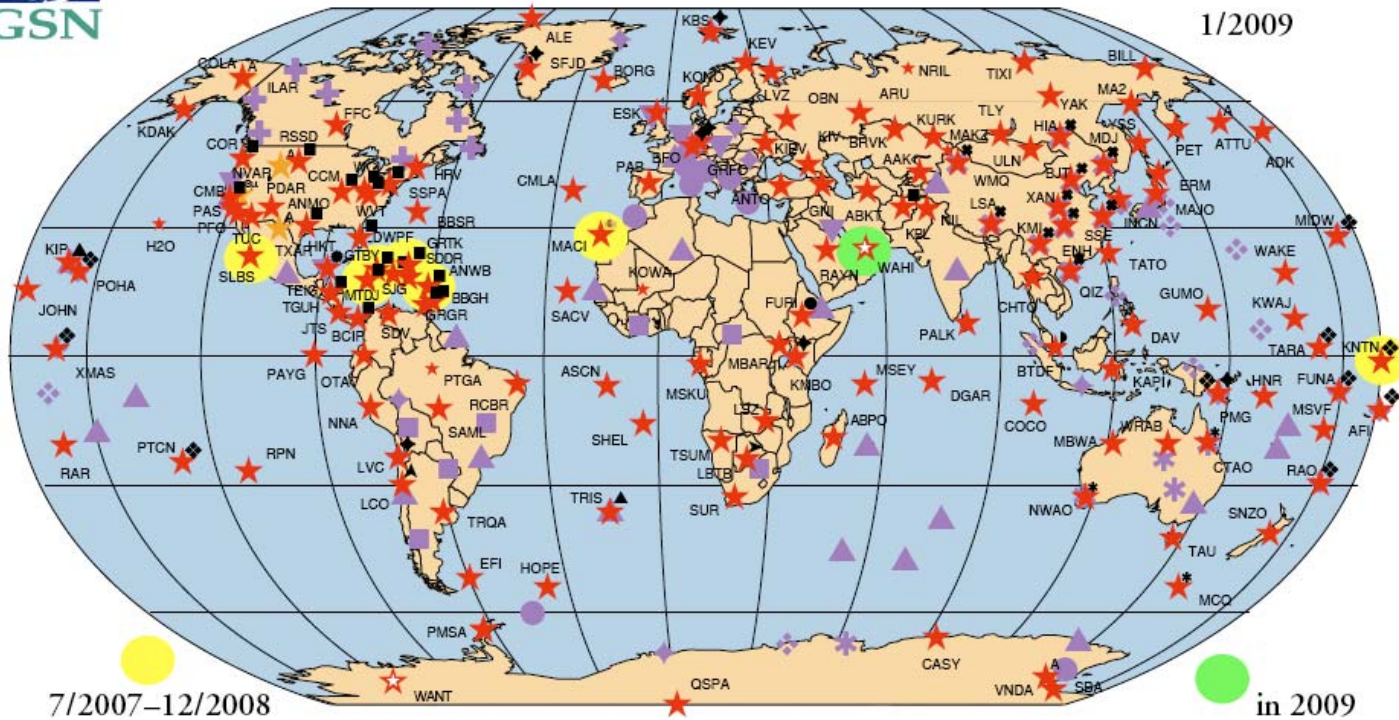 GSN
1/2009
KBS
ALE
KEV
BILL
COLA
A
SFJD
BORG
KONO
NRIL
TIXI
ILAR
LVZ
OBN
ARU
TLY
YAK
MA2
KDAK
FFC
ESK
KURK
HIA
YSS
A
COR
RSSD
KIV
BRVK
MAKZ
MDJ
PET
ATTU
ADK
NVAR
A
CCM
WCI
HRV
PAB
BFO
KIEV
AAK
ULN
BJT
CMB
PDAR
SSPA
CMLA
GRFO
WMQ
ERM
PAS
ANMO
WVT
BBSR
ANTO
GNI
ABKT
NIL
LSA
XAN
INCN
MAJO
MIDW
PFO
A
H2O
TUC
TXAR
HKT
DWPF
GRTK
MACI
KBL
KMI
SSE
ENH
WAKE
KIP
SLBS
GTBY
SDDR
ANWB
RAYN
WAHI
TATO
POHA
TEIG
MTDJ
SJG
BBGH
KOWA
CHTO
QIZ
GUMO
KWAJ
JOHN
TGUH
GRGR
SACV
FURI
PALK
DAV
JTS
BCIP
SDV
TARA
KNTN
XMAS
PAYG
OTAV
PTGA
ASCN
MBAR
MSEY
BTDF
KAPI
HNR
FUNA
MSKU
KMBO
DGAR
NNA
RCBR
LSZ
ABPO
COCO
PMG
MSVF
AFI
SAML
SHEL
MBWA
WRAB
PTCN
RPN
LVC
TSUM
CTAO
RAO
RAR
LBTB
LCO
TRIS
SUR
NWAO
SNZO
TRQA
TAU
EFI
HOPE
MCQ
PMSA
CASY
A
WANT
QSPA
VNDA
SBA
7/2007–12/2008
in 2009